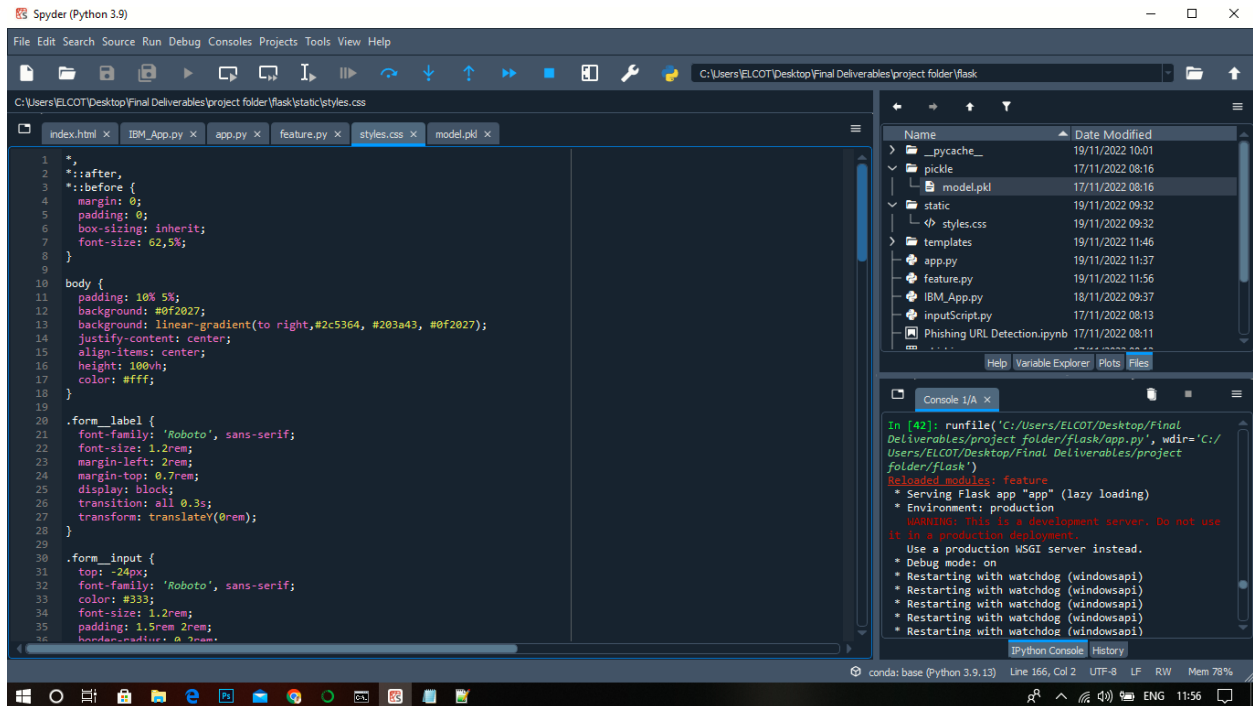 Spyder (Python 3.9)
File Edit Search Source Run Debug Consoles Projects Tools View Help
C:\Users\ELCOT\Desktop\Final Deliverables\project folder\flask
C:\Users\ELCOT\Desktop\Final Deliverables\project folder\flask\static\styles.css
index.html IBM_App.py app.py feature.py styles.css model.pkl
1 *,
2 *::after,
3 *::before {
4 margin: 0;
5 padding: 0;
6 box-sizing: inherit;
7 font-size: 62,5%;
8 }
9
10 body {
11 padding: 10% 5%;
12 background: #0f2027;
13 background: linear-gradient(to right,#2c5364, #203a43, #0f2027);
14 justify-content: center;
15 align-items: center;
16 height: 100vh;
17 color: #fff;
18 }
19
20 .form__label {
21 font-family: 'Roboto', sans-serif;
22 font-size: 1.2rem;
23 margin-left: 2rem;
24 margin-top: 0.7rem;
25 display: block;
26 transition: all 0.3s;
27 transform: translateY(0rem);
28 }
29
30 .form__input {
31 top: -24px;
32 font-family: 'Roboto', sans-serif;
33 color: #333;
34 font-size: 1.2rem;
35 padding: 1.5rem 2rem;
36 border-radius: 0.2rem;
Name Date Modified
__pycache__ 19/11/2022 10:01
pickle 17/11/2022 08:16
model.pkl 17/11/2022 08:16
static 19/11/2022 09:32
styles.css 19/11/2022 09:32
templates 19/11/2022 11:46
app.py 19/11/2022 11:37
feature.py 19/11/2022 11:56
IBM_App.py 18/11/2022 09:37
inputScript.py 17/11/2022 08:13
Phishing URL Detection.ipynb 17/11/2022 08:11
Help Variable Explorer Plots Files
Console 1/A
In [42]: runfile('C:/Users/ELCOT/Desktop/Final
Deliverables/project folder/flask/app.py', wdir='C:/
Users/ELCOT/Desktop/Final Deliverables/project
folder/flask')
Reloaded modules: feature
* Serving Flask app "app" (lazy loading)
* Environment: production
WARNING: This is a development server. Do not use
it in a production deployment.
Use a production WSGI server instead.
* Debug mode: on
* Restarting with watchdog (windowsapi)
* Restarting with watchdog (windowsapi)
* Restarting with watchdog (windowsapi)
* Restarting with watchdog (windowsapi)
* Restarting with watchdog (windowsapi)
IPython Console History
conda: base (Python 3.9.13) Line 166, Col 2 UTF-8 LF RW Mem 78%
Ps
ENG 11:56